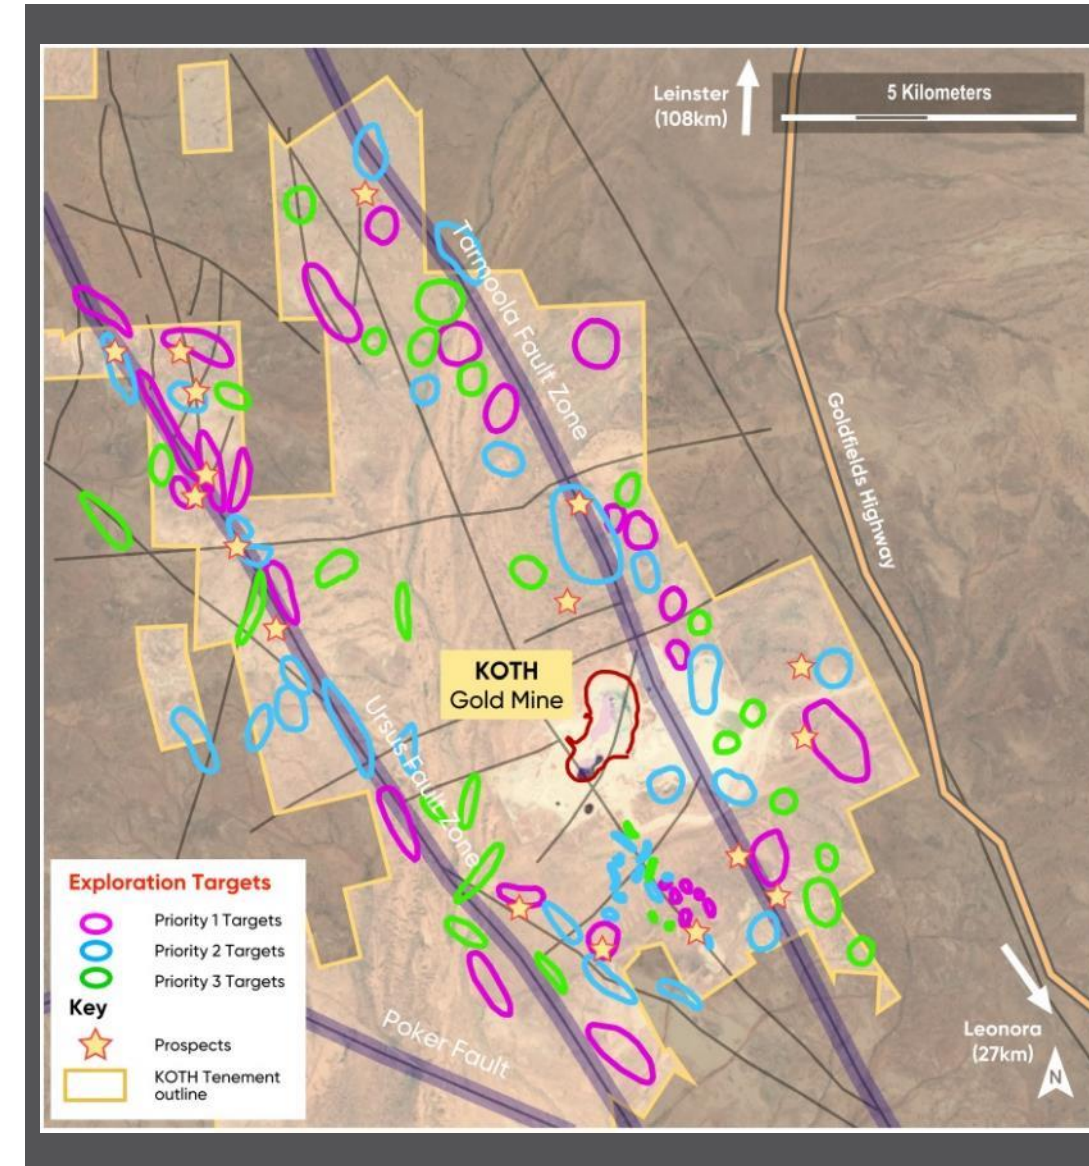 Leinster
(108km)
5 Kilometers
Tarmoola Fault Zone
Goldfields Highway
KOTH
Gold Mine
Ursus Fault Zone
Exploration Targets
Priority 1 Targets
Priority 2 Targets
Priority 3 Targets
Key
Prospects
KOTH Tenement
outline
Poker Fault
Leonora
(27km)
N